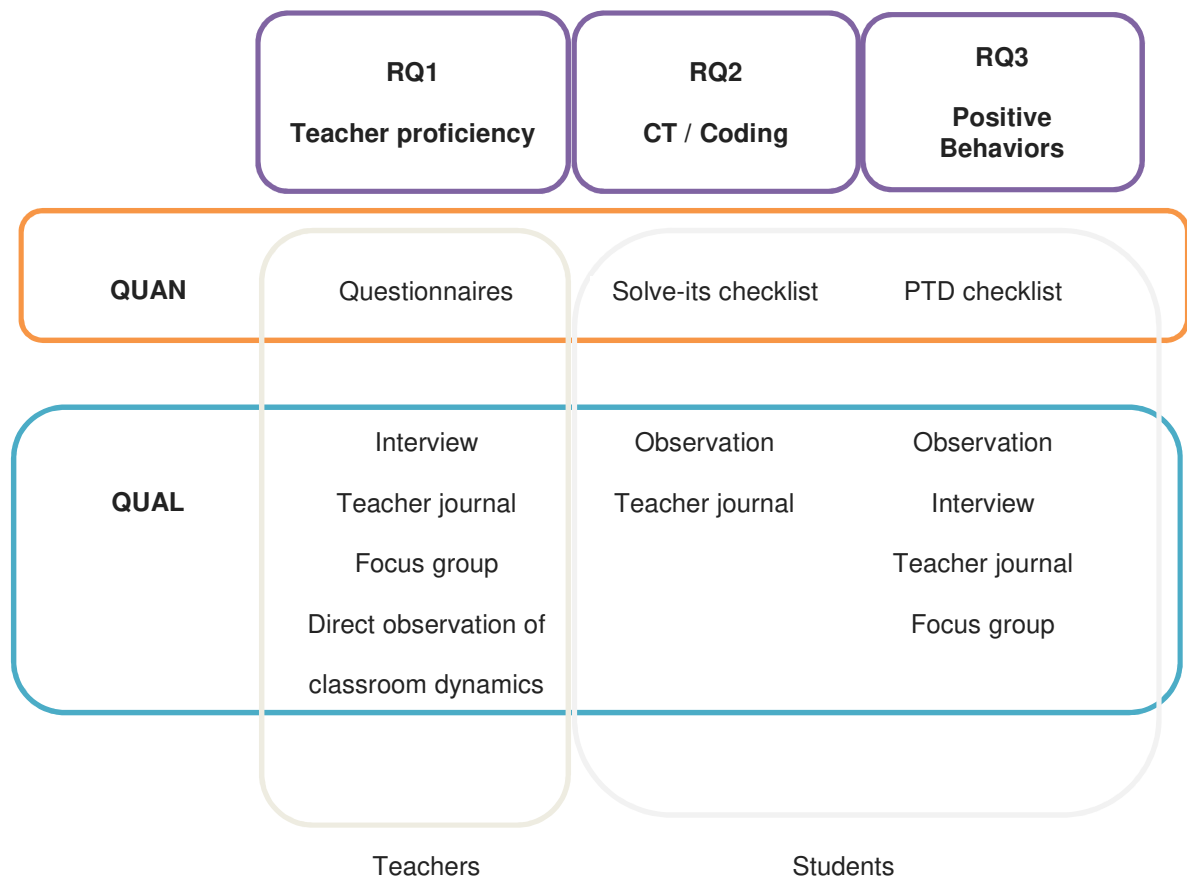 RQ1
Teacher proficiency
RQ2
CT / Coding
RQ3
Positive
Behaviors
QUAN
Questionnaires
Solve-its checklist
PTD checklist
QUAL
Interview
Teacher journal
Focus group
Direct observation of
classroom dynamics
Observation
Teacher journal
Observation
Interview
Teacher journal
Focus group
Teachers
Students